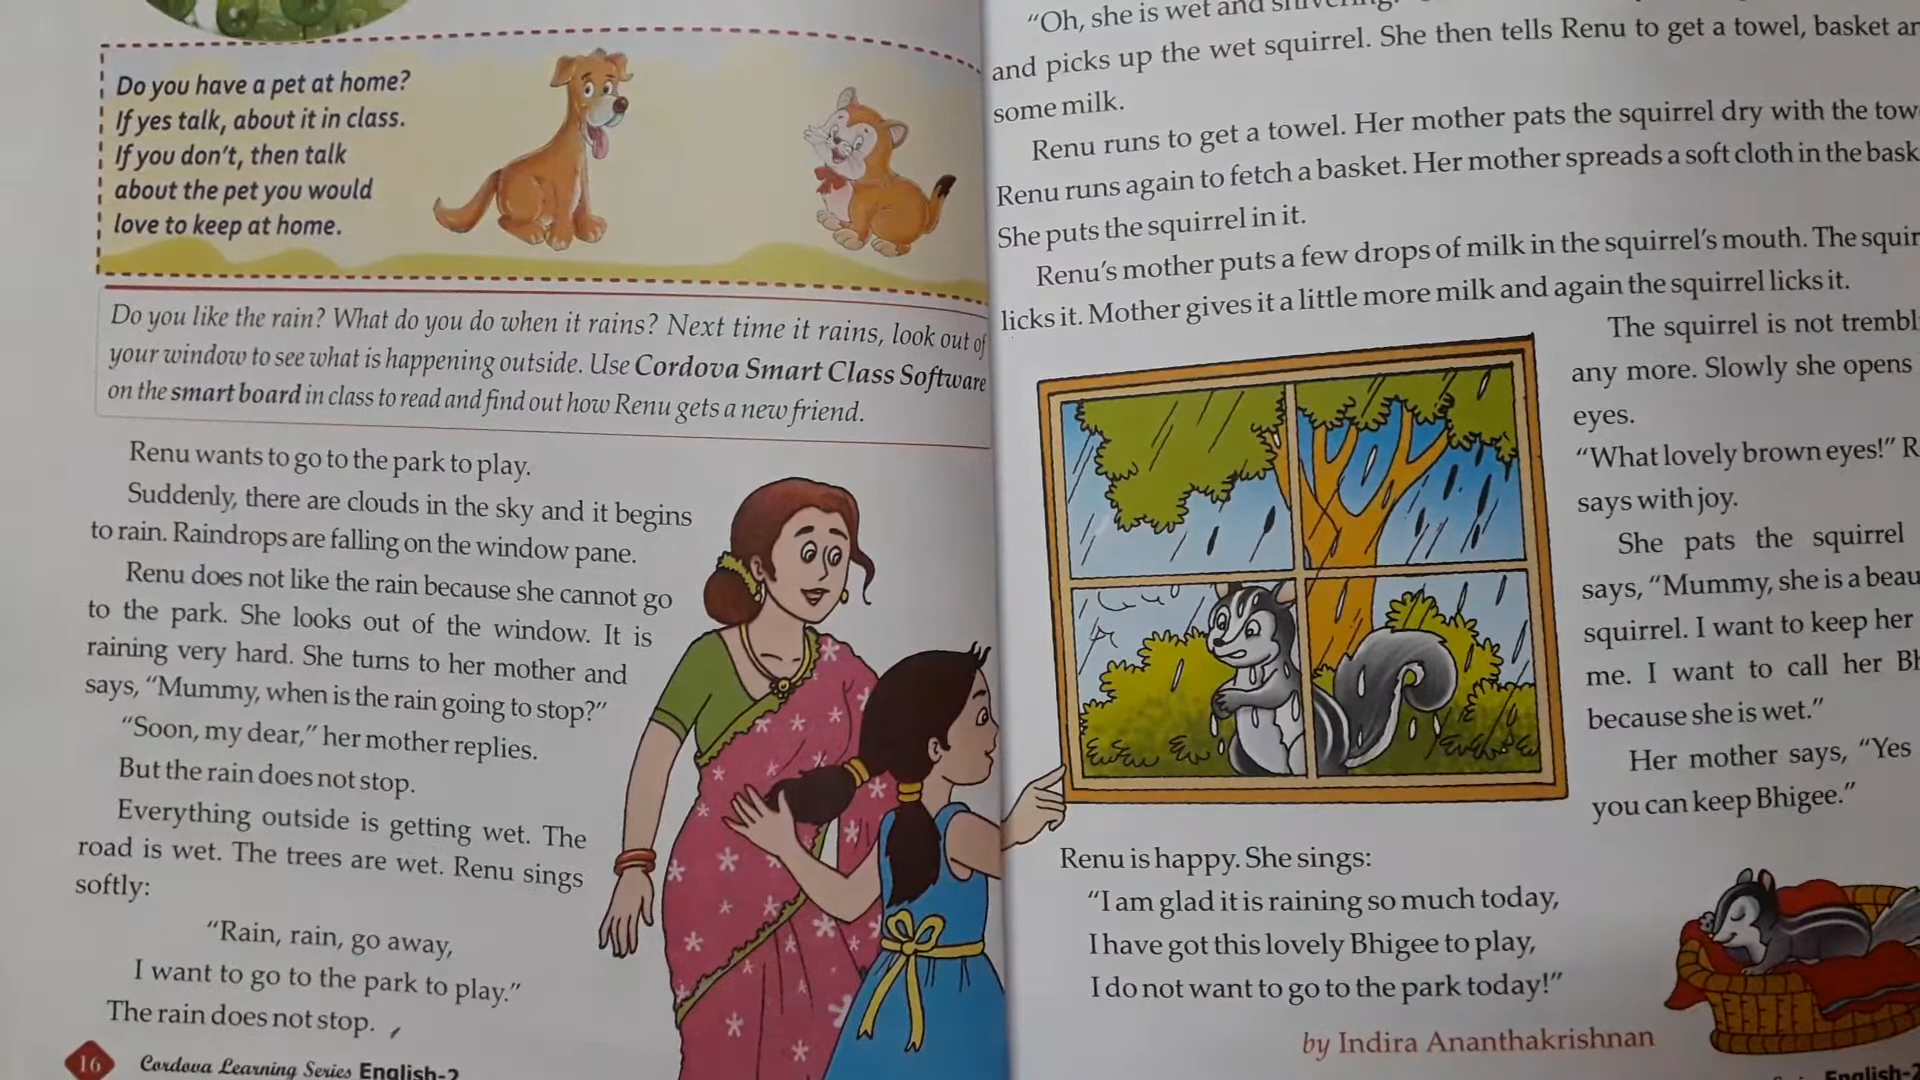 Do you have a pet at home?
If yes talk, about it in class.
If you don't, then talk
about the pet you would
love to keep at home.
Do you like the rain? What do you do when it rains? Next time it rains, look out of
your window to see what is happening outside. Use Cordova Smart Class Software
on the smart board in class to read and find out how Renu gets a new friend.
Renu wants to go to the park to play.
Suddenly, there are clouds in the sky and it begins
to rain. Raindrops are falling on the window pane.
Renu does not like the rain because she cannot go
to the park. She looks out of the window. It is
raining very hard. She turns to her mother and
says, “Mummy, when is the rain going to stop?”
“Soon, my dear,” her mother replies.
But the rain does not stop.
Everything outside is getting wet. The
road is wet. The trees are wet. Renu sings
softly:
“Rain, rain, go away,
I want to go to the park to play.”
The rain does not stop.
16 Cordova Learning Series English-2
“Oh, she is wet and shivering.
and picks up the wet squirrel. She then tells Renu to get a towel, basket
some milk.
Renu runs to get a towel. Her mother pats the squirrel dry with the
Renu runs again to fetch a basket. Her mother spreads a soft cloth in the
She puts the squirrel in it.
Renu's mother puts a few drops of milk in the squirrel's mouth. The
licks it. Mother gives it a little more milk and again the squirrel licks it.
The squirrel is not
any more. Slowly she opens
eyes.
“What lovely brown eyes!”
says with joy.
She pats the squirrel
says, “Mummy, she is a
squirrel. I want to keep her
me. I want to call her
because she is wet.”
Her mother says, “Yes
you can keep Bhigee.”
Renu is happy. She sings:
“I am glad it is raining so much today,
I have got this lovely Bhigee to play,
I do not want to go to the park today!”
by Indira Ananthakrishnan
English-2